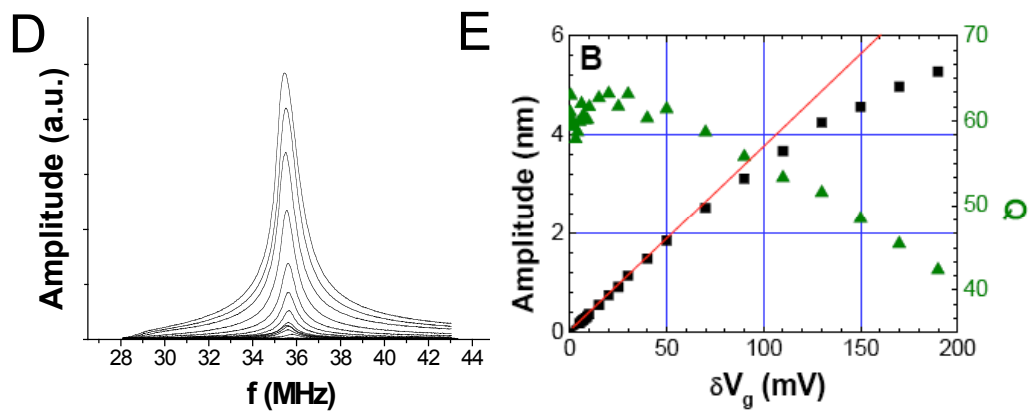 D
Amplitude (a.u.)
28 30 32 34 36 38 40 42 44
f (MHz)
E
B
Amplitude (nm)
6
4
2
0
0 50 100 150 200
δVg (mV)
70
60
50
40
Q